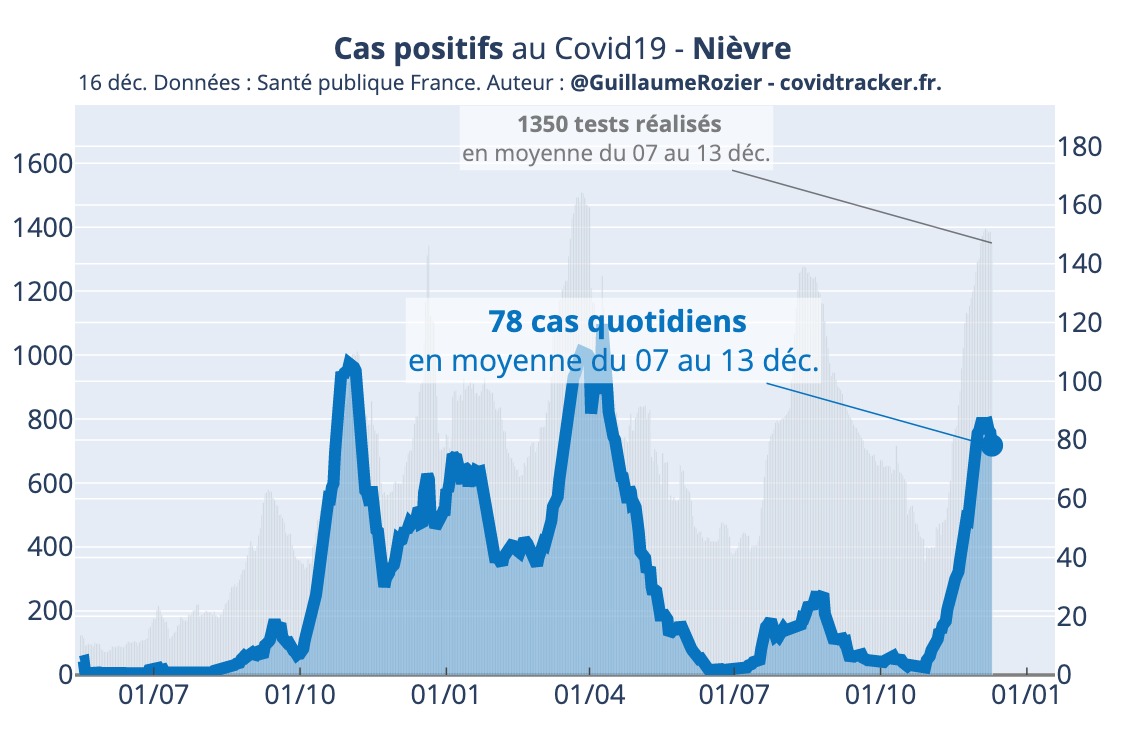 Cas positifs au Covid19 - Nièvre
16 déc. Données : Santé publique France. Auteur : @GuillaumeRozier - covidtracker.fr.
1350 tests réalisés
en moyenne du 07 au 13 déc.
78 cas quotidiens
en moyenne du 07 au 13 déc.
1600
1400
1200
1000
800
600
400
200
0
180
160
140
120
100
80
60
40
20
0
01/07 01/10 01/01 01/04 01/07 01/10 01/01